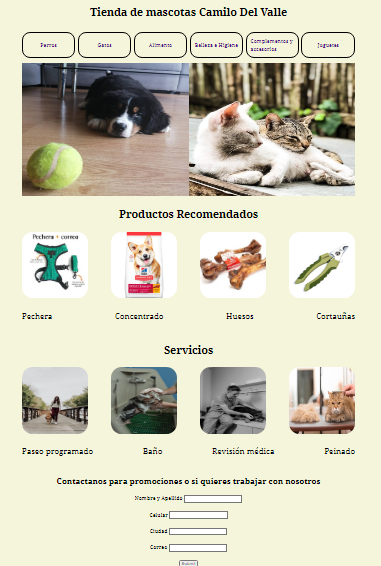 Tienda de mascotas Camilo Del Valle
Perros
Gatos
Alimento
Belleza e Higiene
Complementos y
accesorios
Juguetes
Productos Recomendados
Pechera + correa
Pechera
Concentrado
Huesos
Cortauñas
Servicios
Paseo programado
Baño
Revisión médica
Peinado
Contactanos para promociones o si quieres trabajar con nosotros
Nombre y Apellido
Celular
Ciudad
Correo